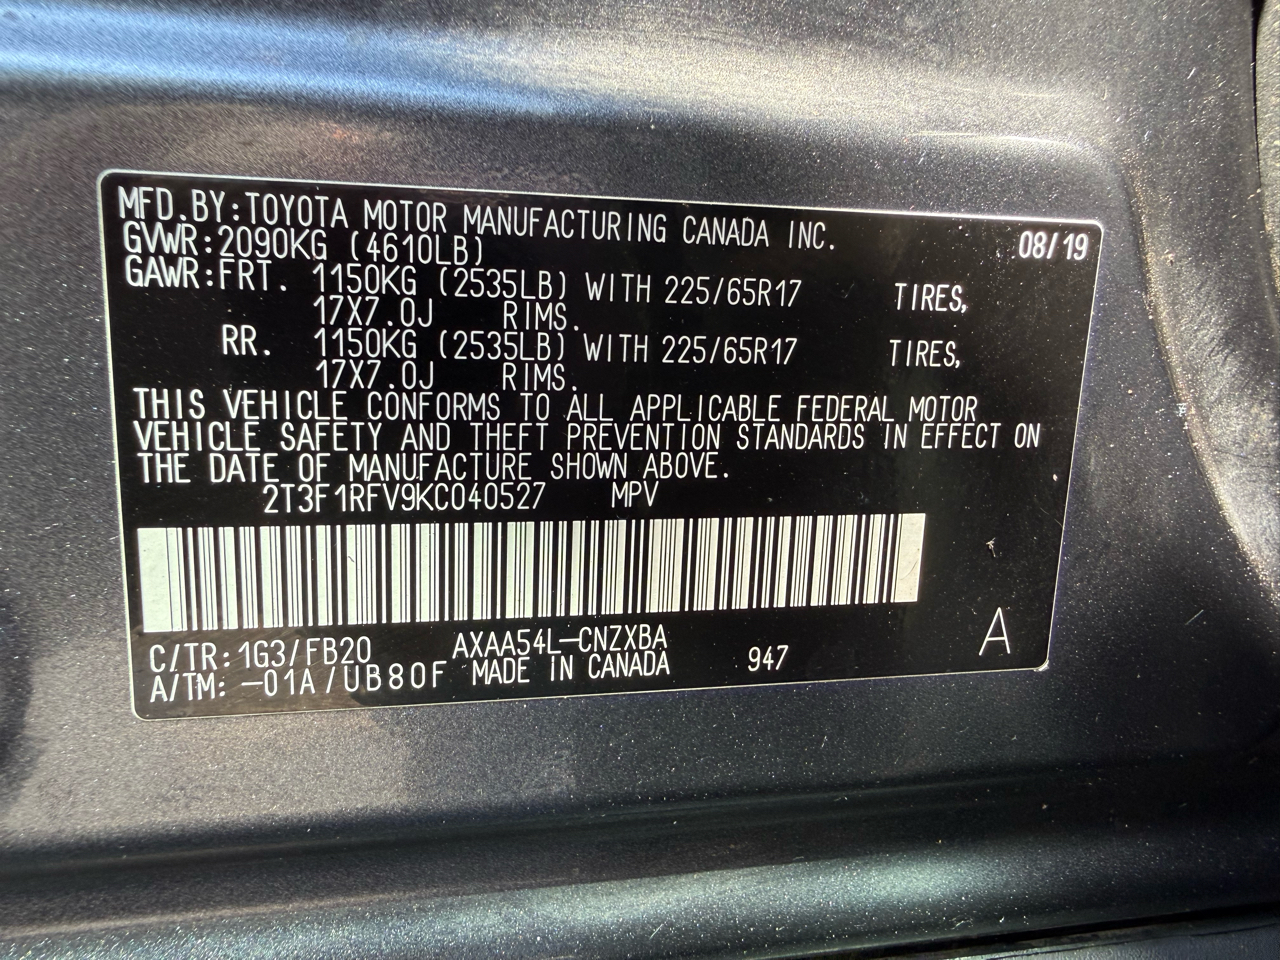 MFD.BY:TOYOTA MOTOR MANUFACTURING CANADA INC.
GVWR:2090KG (4610LB) 08/19
GAWR:FRT. 1150KG (2535LB) WITH 225/65R17 TIRES,
17X7.0J RIMS.
RR. 1150KG (2535LB) WITH 225/65R17 TIRES,
17X7.0J RIMS.
THIS VEHICLE CONFORMS TO ALL APPLICABLE FEDERAL MOTOR
VEHICLE SAFETY AND THEFT PREVENTION STANDARDS IN EFFECT ON
THE DATE OF MANUFACTURE SHOWN ABOVE.
2T3F1RFV9KC040527 MPV
C/TR:1G3/FB20 AXAA54L-CNZXBA
A/TM:-01A/UB80F MADE IN CANADA 947 A